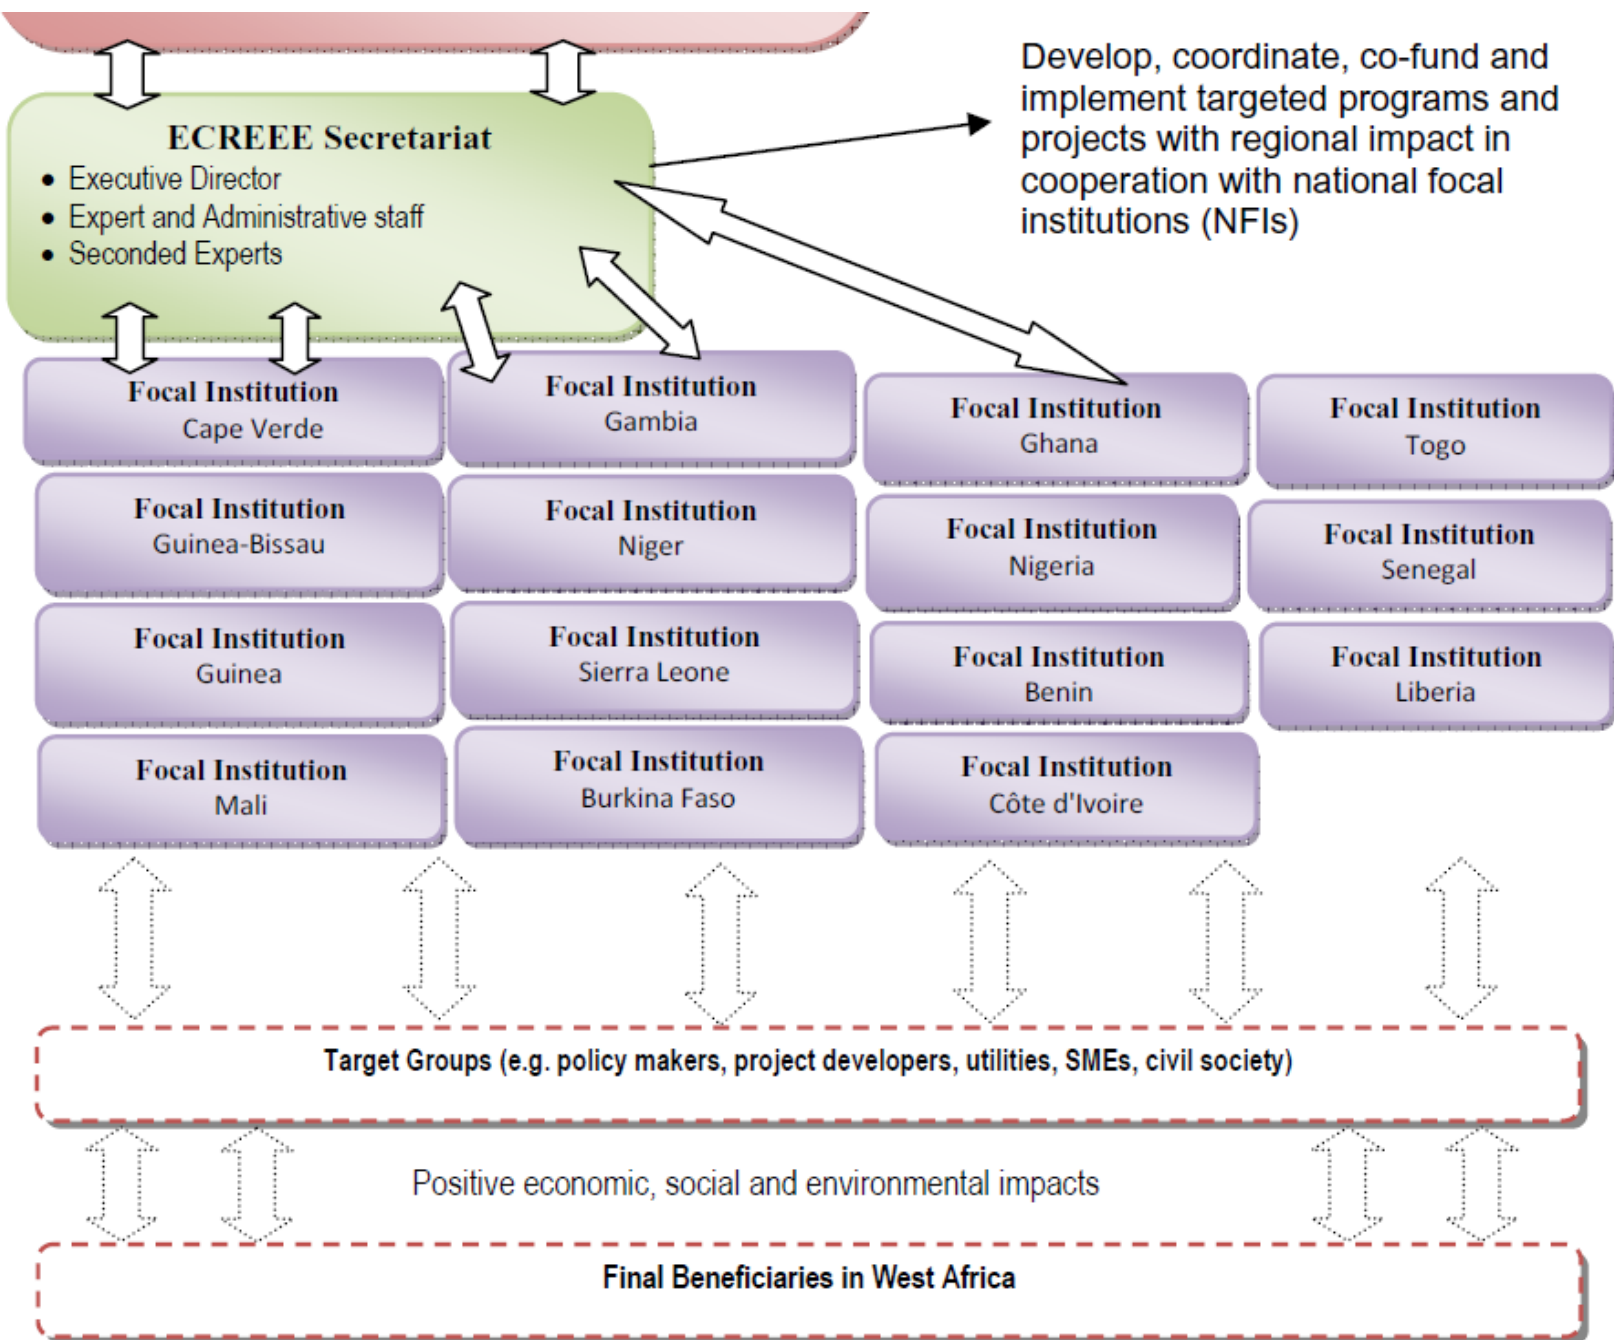 Develop, coordinate, co-fund and
implement targeted programs and
projects with regional impact in
cooperation with national focal
institutions (NFIs)
ECREEE Secretariat
• Executive Director
• Expert and Administrative staff
• Seconded Experts
Focal Institution
Cape Verde
Focal Institution
Gambia
Focal Institution
Ghana
Focal Institution
Togo
Focal Institution
Guinea-Bissau
Focal Institution
Niger
Focal Institution
Nigeria
Focal Institution
Senegal
Focal Institution
Guinea
Focal Institution
Sierra Leone
Focal Institution
Benin
Focal Institution
Liberia
Focal Institution
Mali
Focal Institution
Burkina Faso
Focal Institution
Côte d'Ivoire
Target Groups (e.g. policy makers, project developers, utilities, SMEs, civil society)
Positive economic, social and environmental impacts
Final Beneficiaries in West Africa